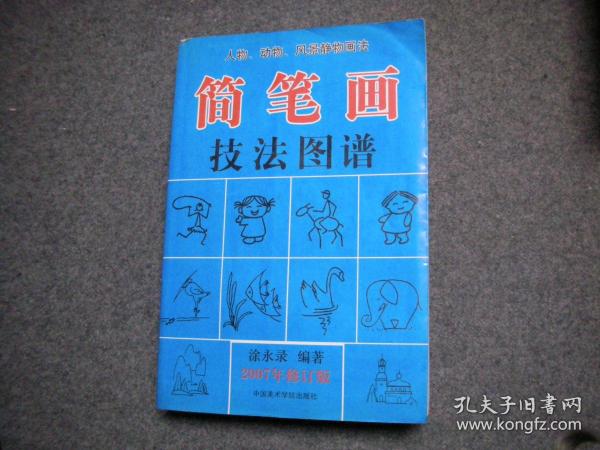 人物、动物、风景静物画法
简笔画
技法图谱
涂永录 编著
2007年修订版
中国美术学院出版社
孔夫子旧书网
www.kongfz.com